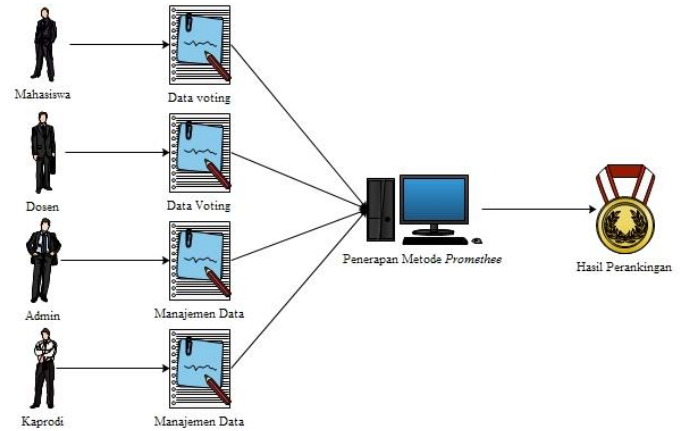 Mahasiswa
Data voting
Dosen
Data Voting
Penerapan Metode Promethee
Hasil Perankingan
Admin
Manajemen Data
Kaprodi
Manajemen Data